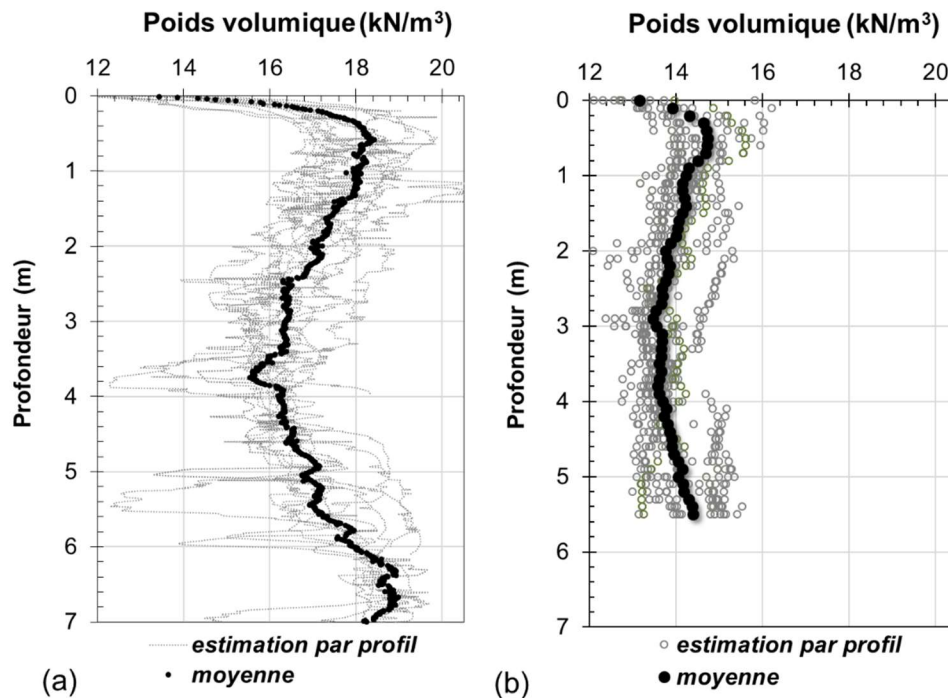 Poids volumique (kN/m³)
12 14 16 18 20
0
1
2
3
4
5
6
7
Profondeur (m)
estimation par profil
moyenne
(a)
Poids volumique (kN/m³)
12 14 16 18 20
0
1
2
3
4
5
6
7
Profondeur (m)
estimation par profil
moyenne
(b)